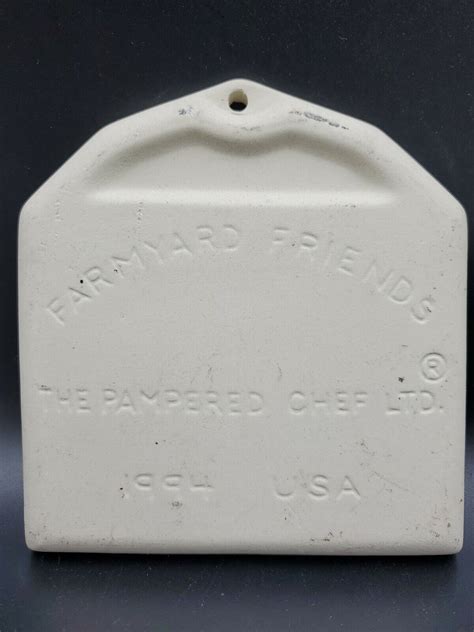 FARMYARD FRIENDS
THE PAMPERED CHEF LTD.®
1994 USA